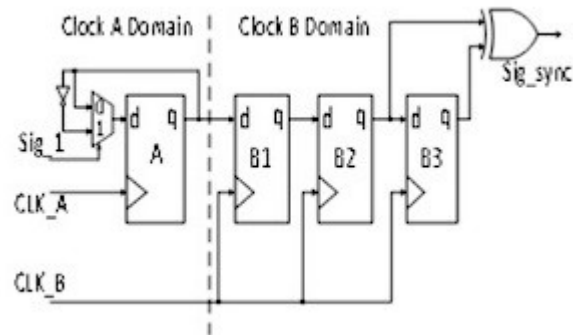 Clock A Domain
Clock B Domain
Sig_sync
0
1
d q
A
d q
B1
d q
B2
d q
B3
Sig_1
CLK_A
CLK_B